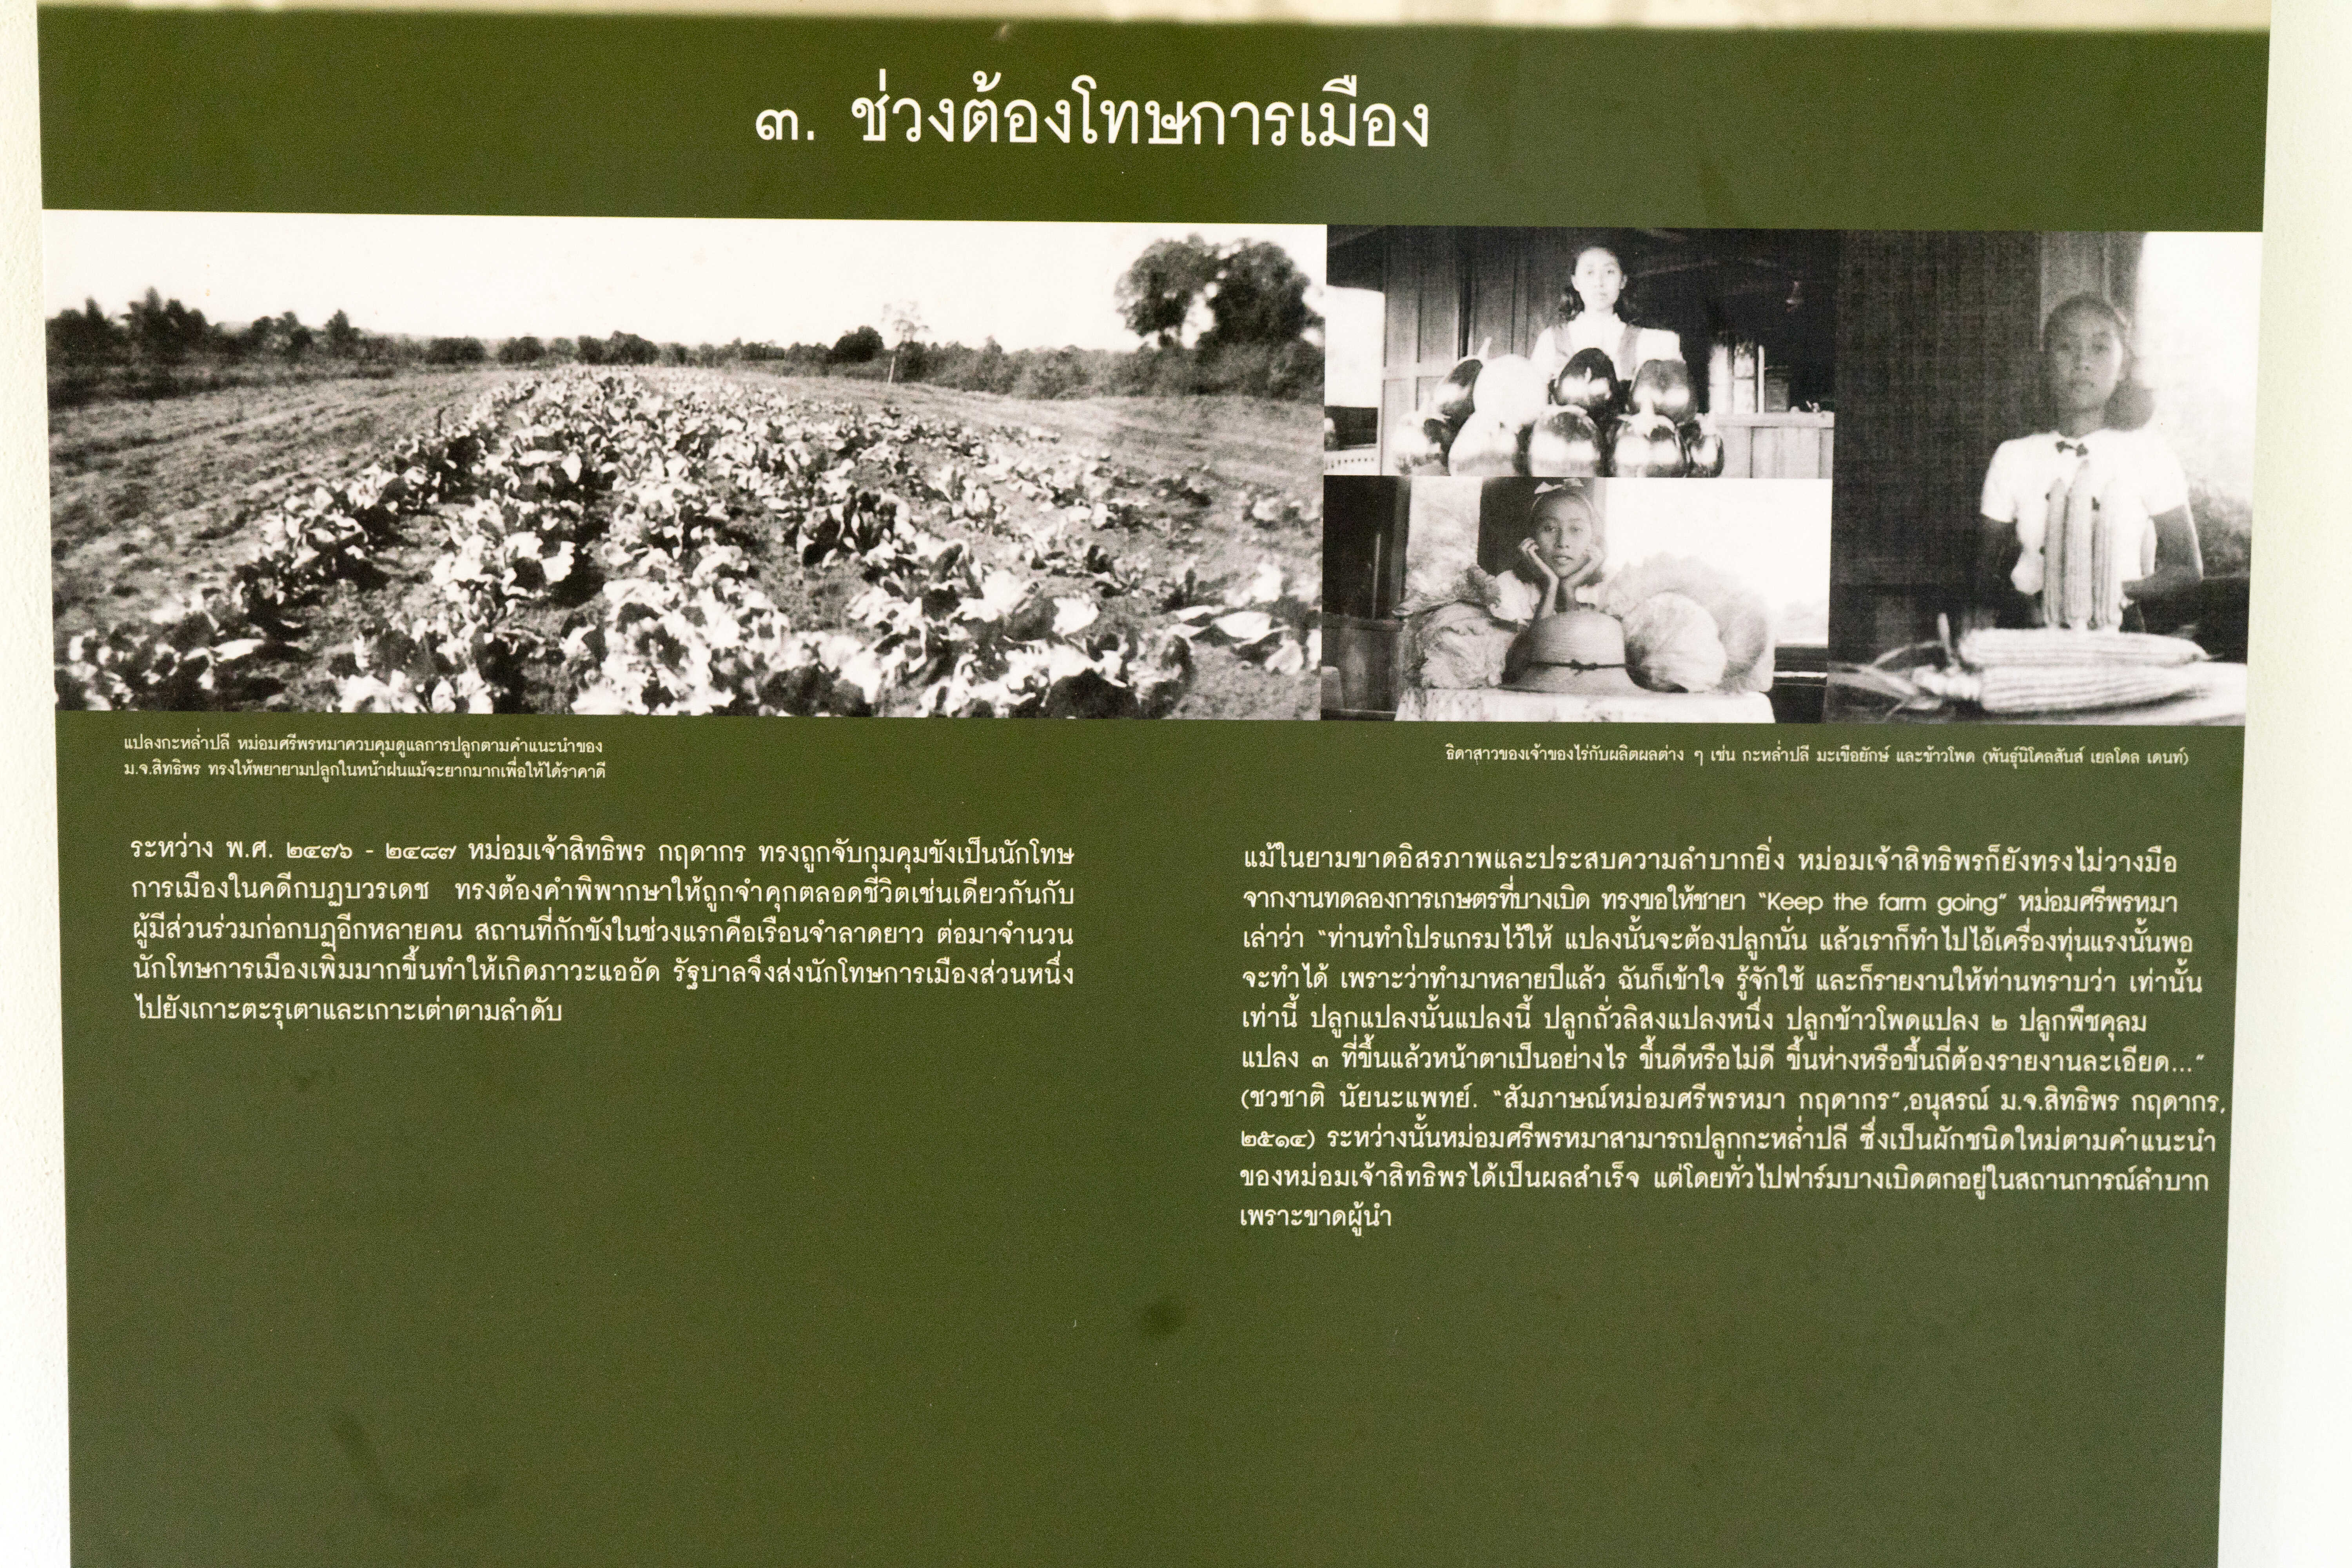 ๓. ช่วงต้องโทษการเมือง
แปลงกะหล่ำปลี หม่อมศรีพรหมาควบคุมดูแลการปลูกตามคำแนะนำของ
ม.จ.สิทธิพร ทรงให้พยายามปลูกในหน้าฝนแม้จะยากมากเพื่อให้ได้ราคาดี
ธิดาสาวของเจ้าของไร่กับผลิตผลต่าง ๆ เช่น กะหล่ำปลี มะเขือยักษ์ และข้าวโพด (พันธุ์นิโคลสันส์ เยลโดล เดนท์)
ระหว่าง พ.ศ. ๒๔๗๖ - ๒๔๘๗ หม่อมเจ้าสิทธิพร กฤดากร ทรงถูกจับกุมคุมขังเป็นนักโทษ
การเมืองในคดีกบฏบวรเดช ทรงต้องคำพิพากษาให้ถูกจำคุกตลอดชีวิตเช่นเดียวกันกับ
ผู้มีส่วนร่วมก่อกบฏอีกหลายคน สถานที่กักขังในช่วงแรกคือเรือนจำลาดยาว ต่อมาจำนวน
นักโทษการเมืองเพิ่มมากขึ้นทำให้เกิดภาวะแออัด รัฐบาลจึงส่งนักโทษการเมืองส่วนหนึ่ง
ไปยังเกาะตะรุเตาและเกาะเต่าตามลำดับ
แม้ในยามขาดอิสรภาพและประสบความลำบากยิ่ง หม่อมเจ้าสิทธิพรก็ยังทรงไม่วางมือ
จากงานทดลองการเกษตรที่บางเบิด ทรงขอให้ชายา "Keep the farm going" หม่อมศรีพรหมา
เล่าว่า "ท่านทำโปรแกรมไว้ให้ แปลงนั้นจะต้องปลูกนั่น แล้วเราก็ทำไปไอ้เครื่องทุ่นแรงนั้นพอ
จะทำได้ เพราะว่าทำมาหลายปีแล้ว ฉันก็เข้าใจ รู้จักใช้ และก็รายงานให้ท่านทราบว่า เท่านั้น
เท่านี้ ปลูกแปลงนั้นแปลงนี้ ปลูกถั่วลิสงแปลงหนึ่ง ปลูกข้าวโพดแปลง ๒ ปลูกพืชคุลม
แปลง ๓ ที่ขึ้นแล้วหน้าตาเป็นอย่างไร ขึ้นดีหรือไม่ดี ขึ้นห่างหรือขึ้นถี่ต้องรายงานละเอียด..."
(ชวชาติ นัยนะแพทย์. "สัมภาษณ์หม่อมศรีพรหมา กฤดากร",อนุสรณ์ ม.จ.สิทธิพร กฤดากร,
๒๕๑๔) ระหว่างนั้นหม่อมศรีพรหมาสามารถปลูกกะหล่ำปลี ซึ่งเป็นผักชนิดใหม่ตามคำแนะนำ
ของหม่อมเจ้าสิทธิพรได้เป็นผลสำเร็จ แต่โดยทั่วไปฟาร์มบางเบิดตกอยู่ในสถานการณ์ลำบาก
เพราะขาดผู้นำ